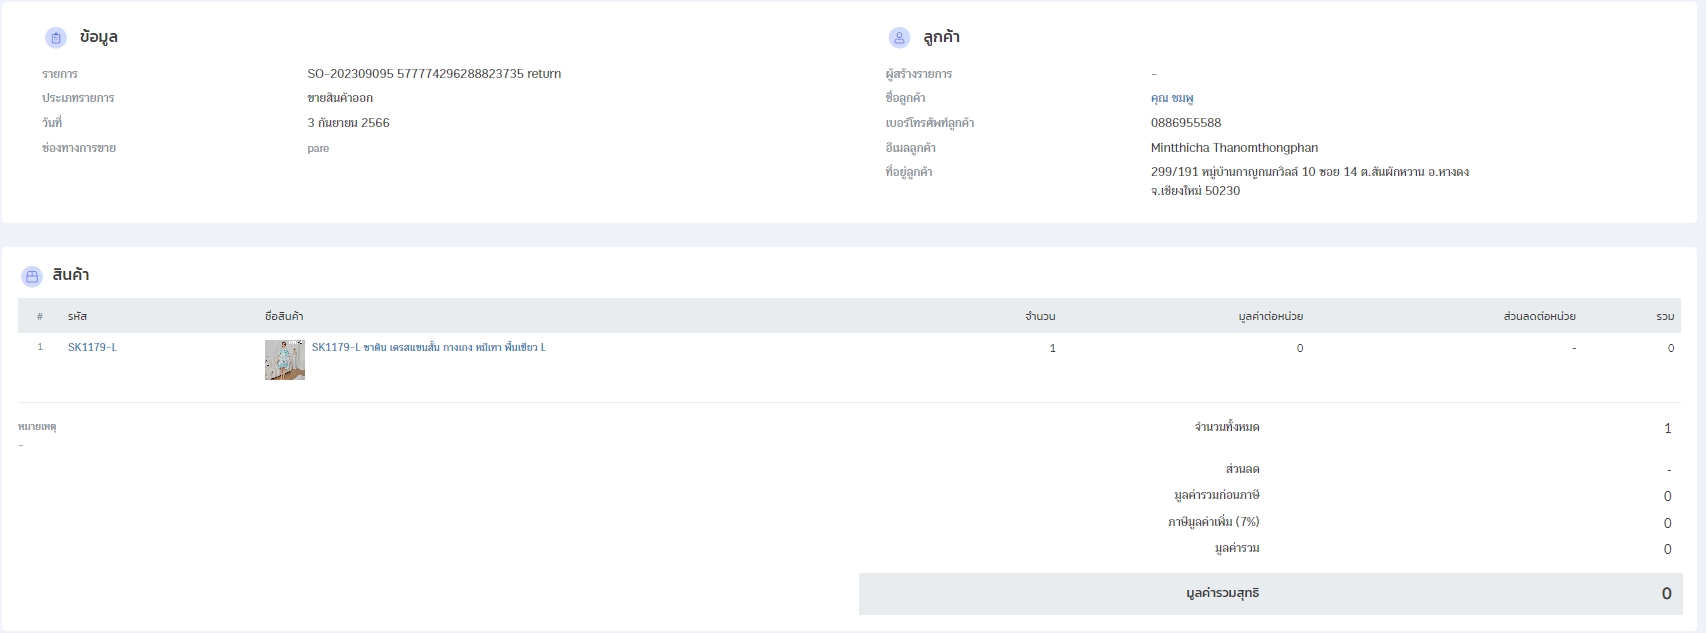 ข้อมูล
รายการ SO-202309095 577774296288823735 return
ประเภทรายการ ขายสินค้าออก
วันที่ 3 กันยายน 2566
ช่องทางการขาย pare
ลูกค้า
ผู้สร้างรายการ -
ชื่อลูกค้า คุณ ชมพู
เบอร์โทรศัพท์ลูกค้า 0886955588
อีเมลลูกค้า Mintthicha Thanomthongphan
ที่อยู่ลูกค้า 299/191 หมู่บ้านกาญกนกวิลล์ 10 ซอย 14 ต.สันผักหวาน อ.หางดง
จ.เชียงใหม่ 50230
สินค้า
# รหัส ชื่อสินค้า จำนวน มูลค่าต่อหน่วย ส่วนลดต่อหน่วย รวม
1 SK1179-L SK1179-L ซาติน เดรสแขนสั้น กางเกง หมีเทา พื้นเขียว L 1 0 - 0
หมายเหตุ
-
จำนวนทั้งหมด 1
ส่วนลด -
มูลค่ารวมก่อนภาษี 0
ภาษีมูลค่าเพิ่ม (7%) 0
มูลค่ารวม 0
มูลค่ารวมสุทธิ 0